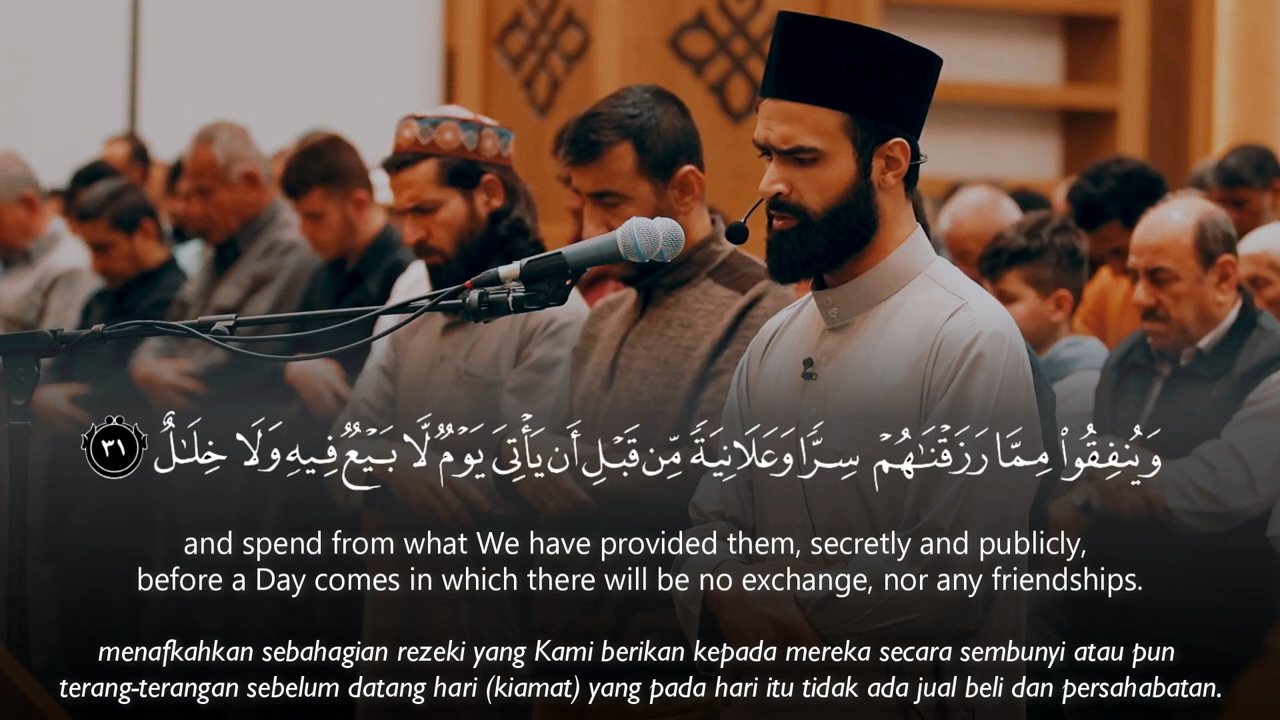 وَيُنفِقُوا۟ مِمَّا رَزَقْنَـٰهُمْ سِرًّا وَعَلَانِيَةً مِّن قَبْلِ أَن يَأْتِىَ يَوْمٌ لَّا بَيْعٌ فِيهِ وَلَا خِلَـٰلٌ ٣١
and spend from what We have provided them, secretly and publicly,
before a Day comes in which there will be no exchange, nor any friendships.
menafkahkan sebahagian rezeki yang Kami berikan kepada mereka secara sembunyi atau pun
terang-terangan sebelum datang hari (kiamat) yang pada hari itu tidak ada jual beli dan persahabatan.